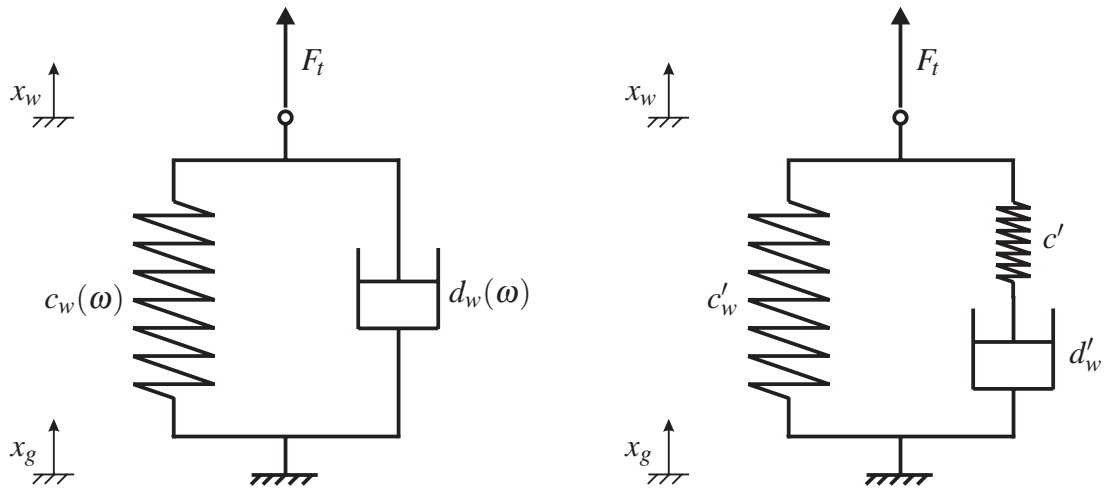 F_t
x_w
c_w(ω)
d_w(ω)
x_g
F_t
x_w
c'
c'_w
d'_w
x_g